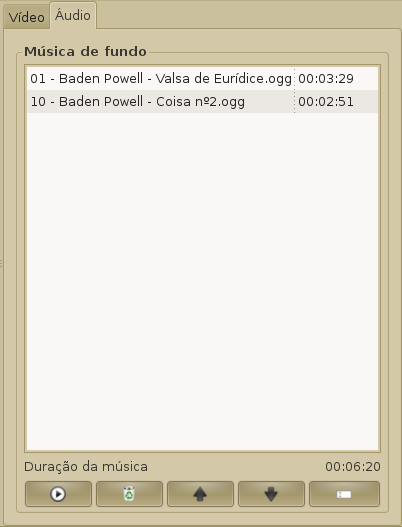 Vídeo Áudio
Música de fundo
01 - Baden Powell - Valsa de Eurídice.ogg 00:03:29
10 - Baden Powell - Coisa nº2.ogg 00:02:51
Duração da música 00:06:20